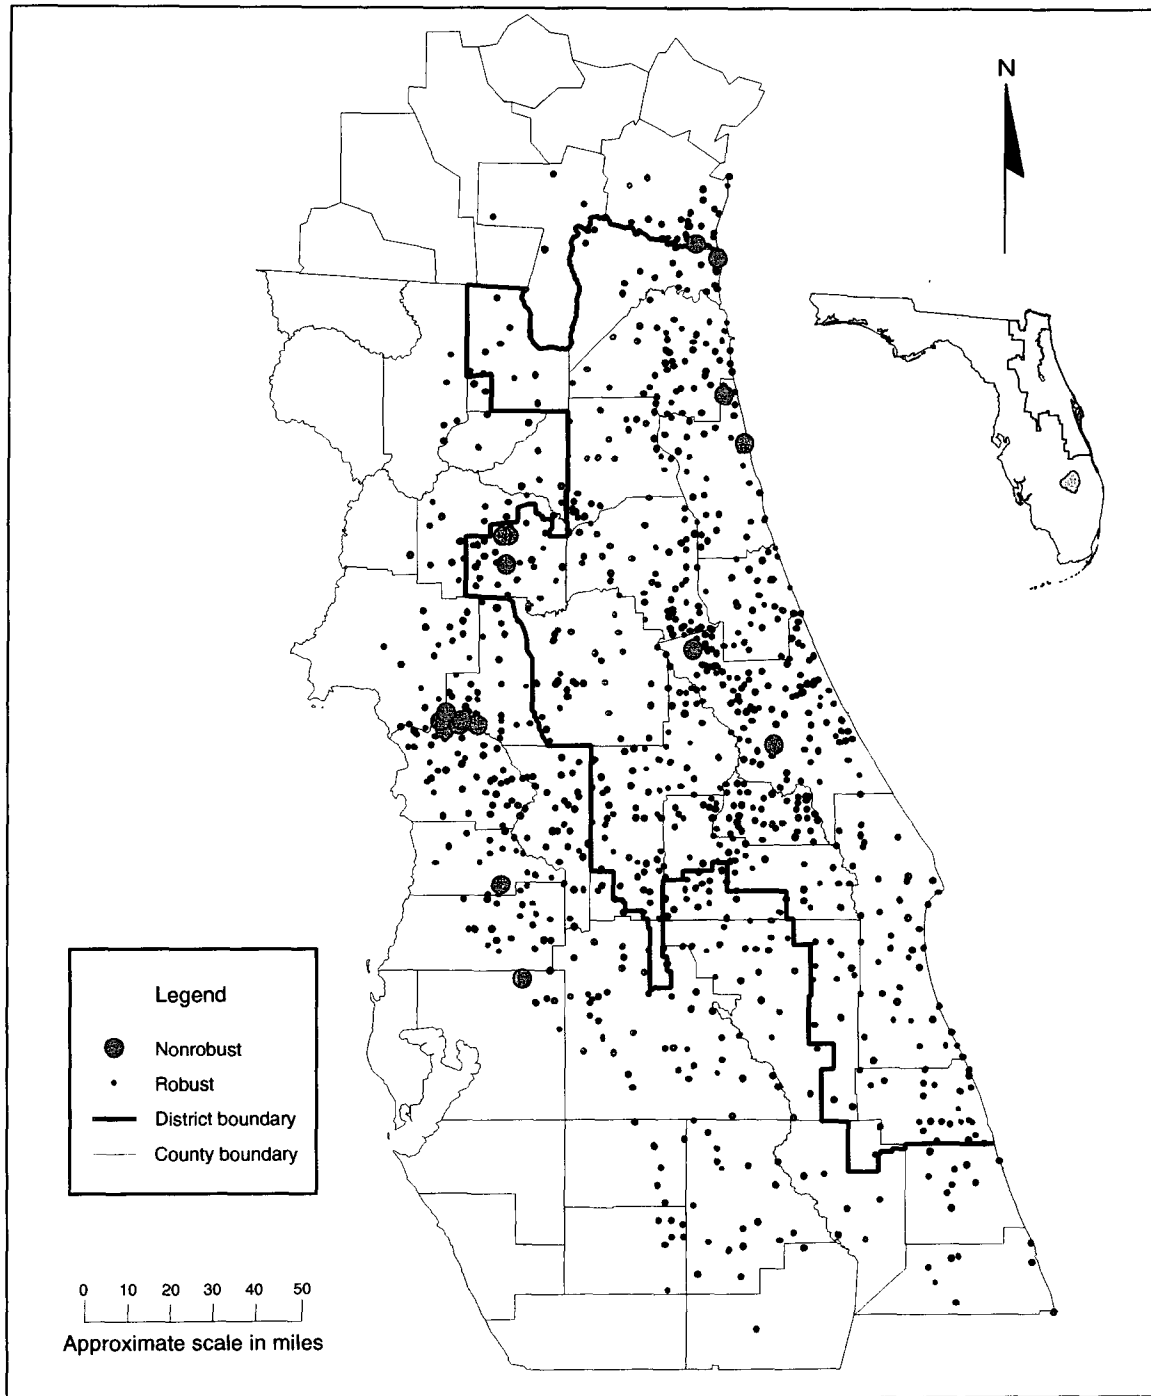 N
Legend
Nonrobust
Robust
District boundary
County boundary
0 10 20 30 40 50
Approximate scale in miles